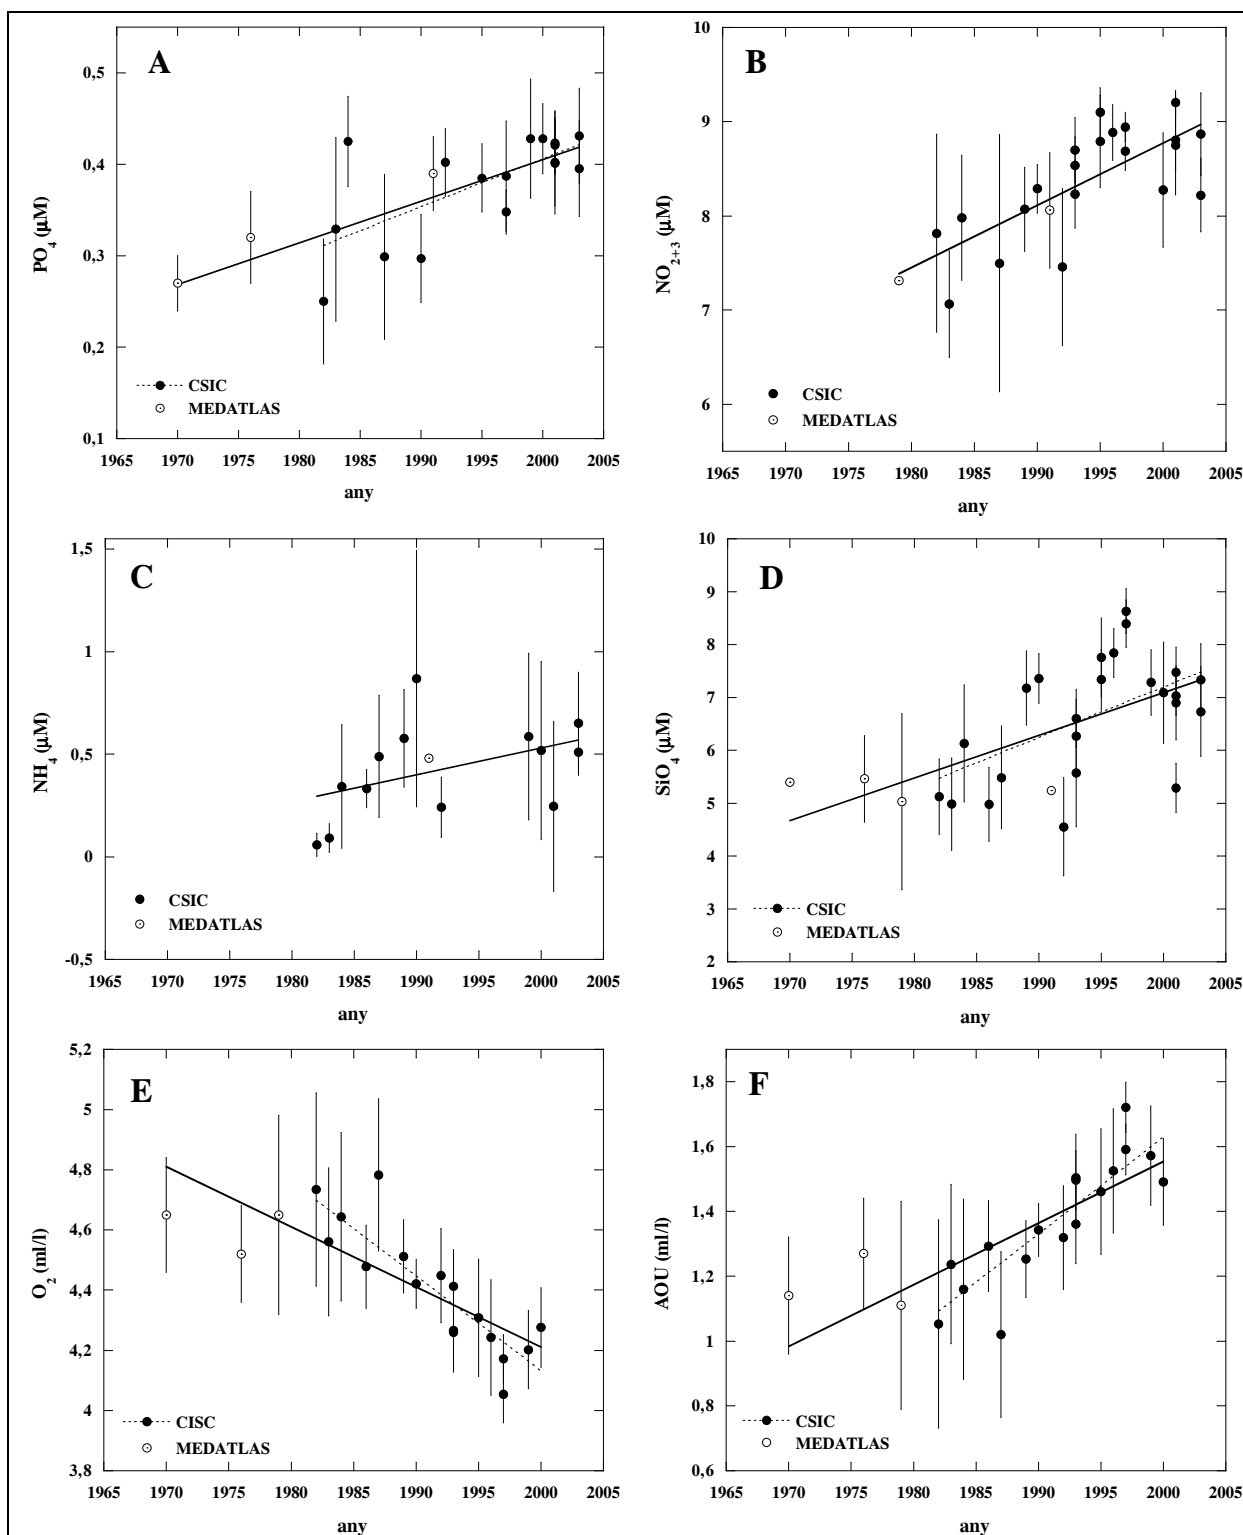 A
PO4 (µM)
0,5
0,4
0,3
0,2
0,1
CSIC
MEDATLAS
1965 1970 1975 1980 1985 1990 1995 2000 2005
any
B
NO2+3 (µM)
10
9
8
7
6
CSIC
MEDATLAS
1965 1970 1975 1980 1985 1990 1995 2000 2005
any
C
NH4 (µM)
1,5
1
0,5
0
-0,5
CSIC
MEDATLAS
1965 1970 1975 1980 1985 1990 1995 2000 2005
any
D
SiO4 (µM)
10
9
8
7
6
5
4
3
2
CSIC
MEDATLAS
1965 1970 1975 1980 1985 1990 1995 2000 2005
any
E
O2 (ml/l)
5,2
5
4,8
4,6
4,4
4,2
4
3,8
CISC
MEDATLAS
1965 1970 1975 1980 1985 1990 1995 2000 2005
any
F
AOU (ml/l)
1,8
1,6
1,4
1,2
1
0,8
0,6
CSIC
MEDATLAS
1965 1970 1975 1980 1985 1990 1995 2000 2005
any